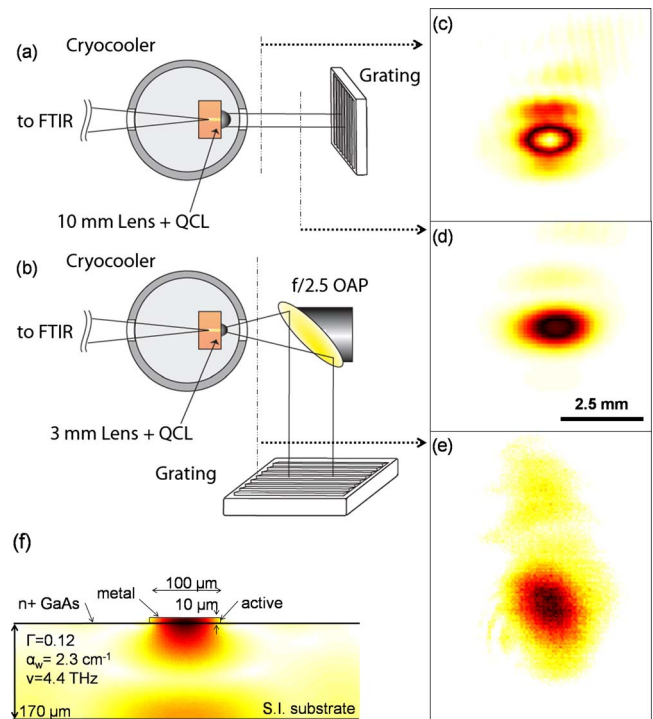 (a)
Cryocooler
Grating
to FTIR
10 mm Lens + QCL
(b)
Cryocooler
f/2.5 OAP
to FTIR
3 mm Lens + QCL
Grating
(c)
(d)
2.5 mm
(e)
(f)
100 µm
metal
10 µm
n+ GaAs
active
Γ=0.12
α_w= 2.3 cm⁻¹
ν=4.4 THz
170 µm
S.I. substrate